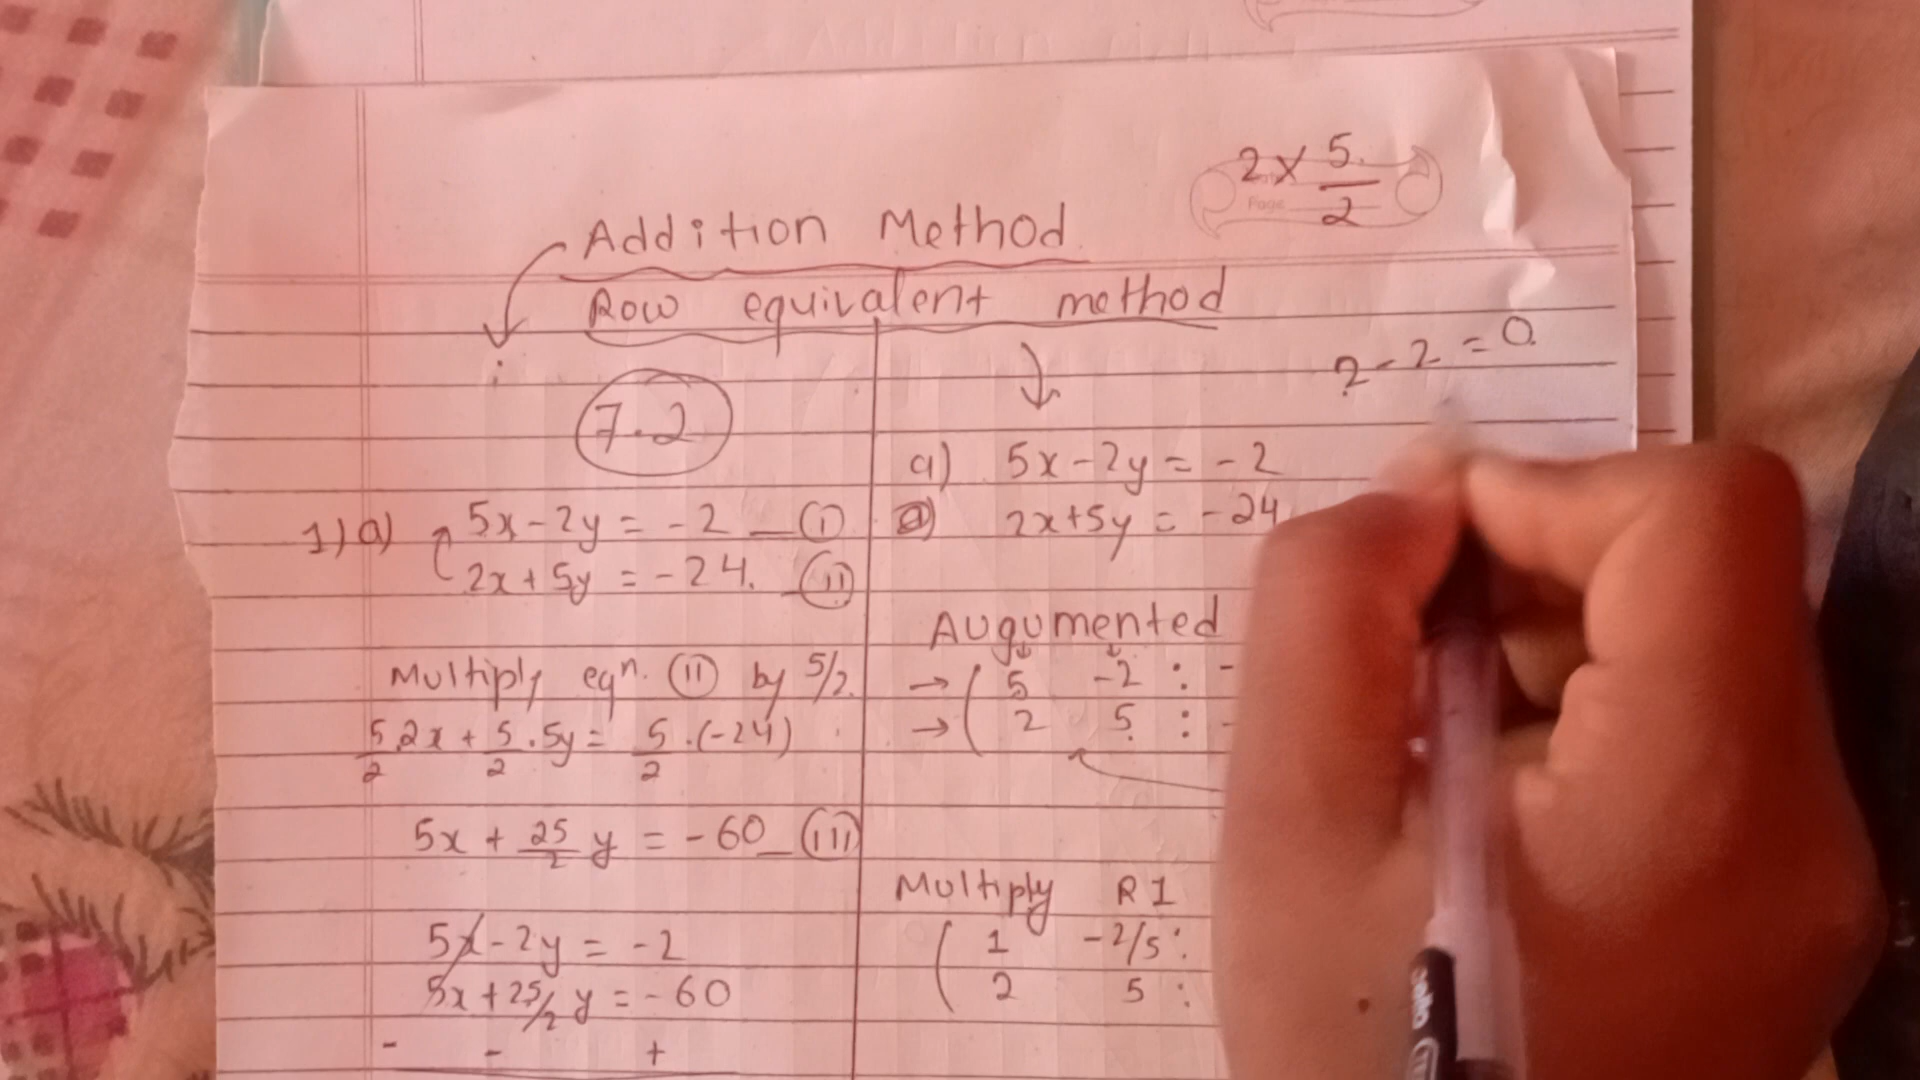 2 x 5/2
Page
Addition Method
Row equivalent method
2 - 2 = 0
7.2
1) a) 5x - 2y = -2 (i)
2x + 5y = -24. (ii)
Multiply eqn. (ii) by 5/2.
5/2.2x + 5/2.5y = 5/2.(-24)
5x + 25/2 y = -60 (iii)
5x - 2y = -2
5x + 25/2 y = -60
- - +
a) 5x - 2y = -2
2x + 5y = -24
Augumented
→ ( 5 -2 : -
→ ( 2 5 : -
Multiply R1
( 1 -2/5 :
2 5 :
cello